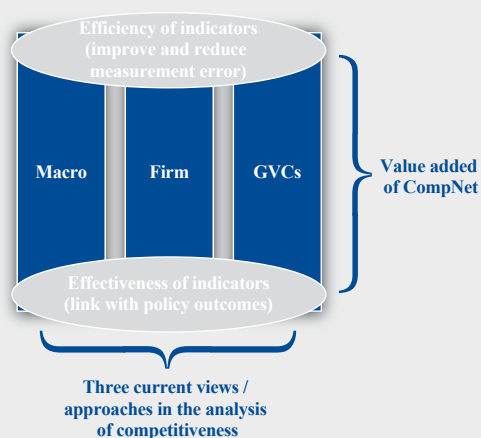 Efficiency of indicators
(improve and reduce
measurement error)
Macro
Firm
GVCs
Value added
of CompNet
Effectiveness of indicators
(link with policy outcomes)
Three current views /
approaches in the analysis
of competitiveness